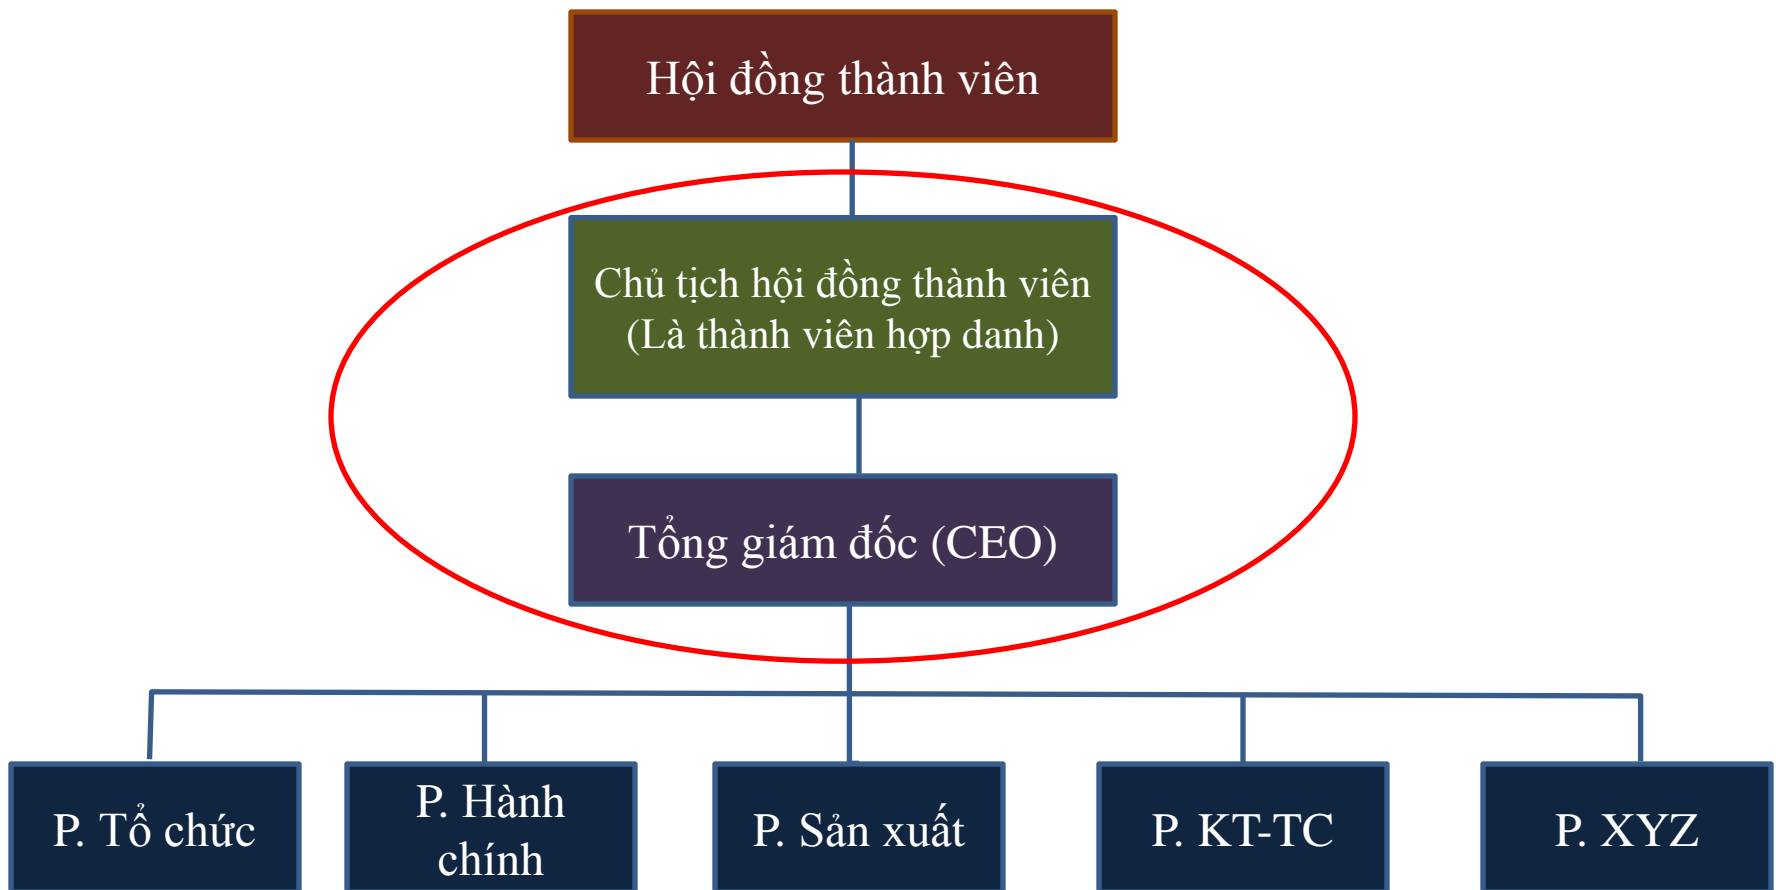 Hội đồng thành viên
Chủ tịch hội đồng thành viên
(Là thành viên hợp danh)
Tổng giám đốc (CEO)
P. Tổ chức
P. Hành
chính
P. Sản xuất
P. KT-TC
P. XYZ